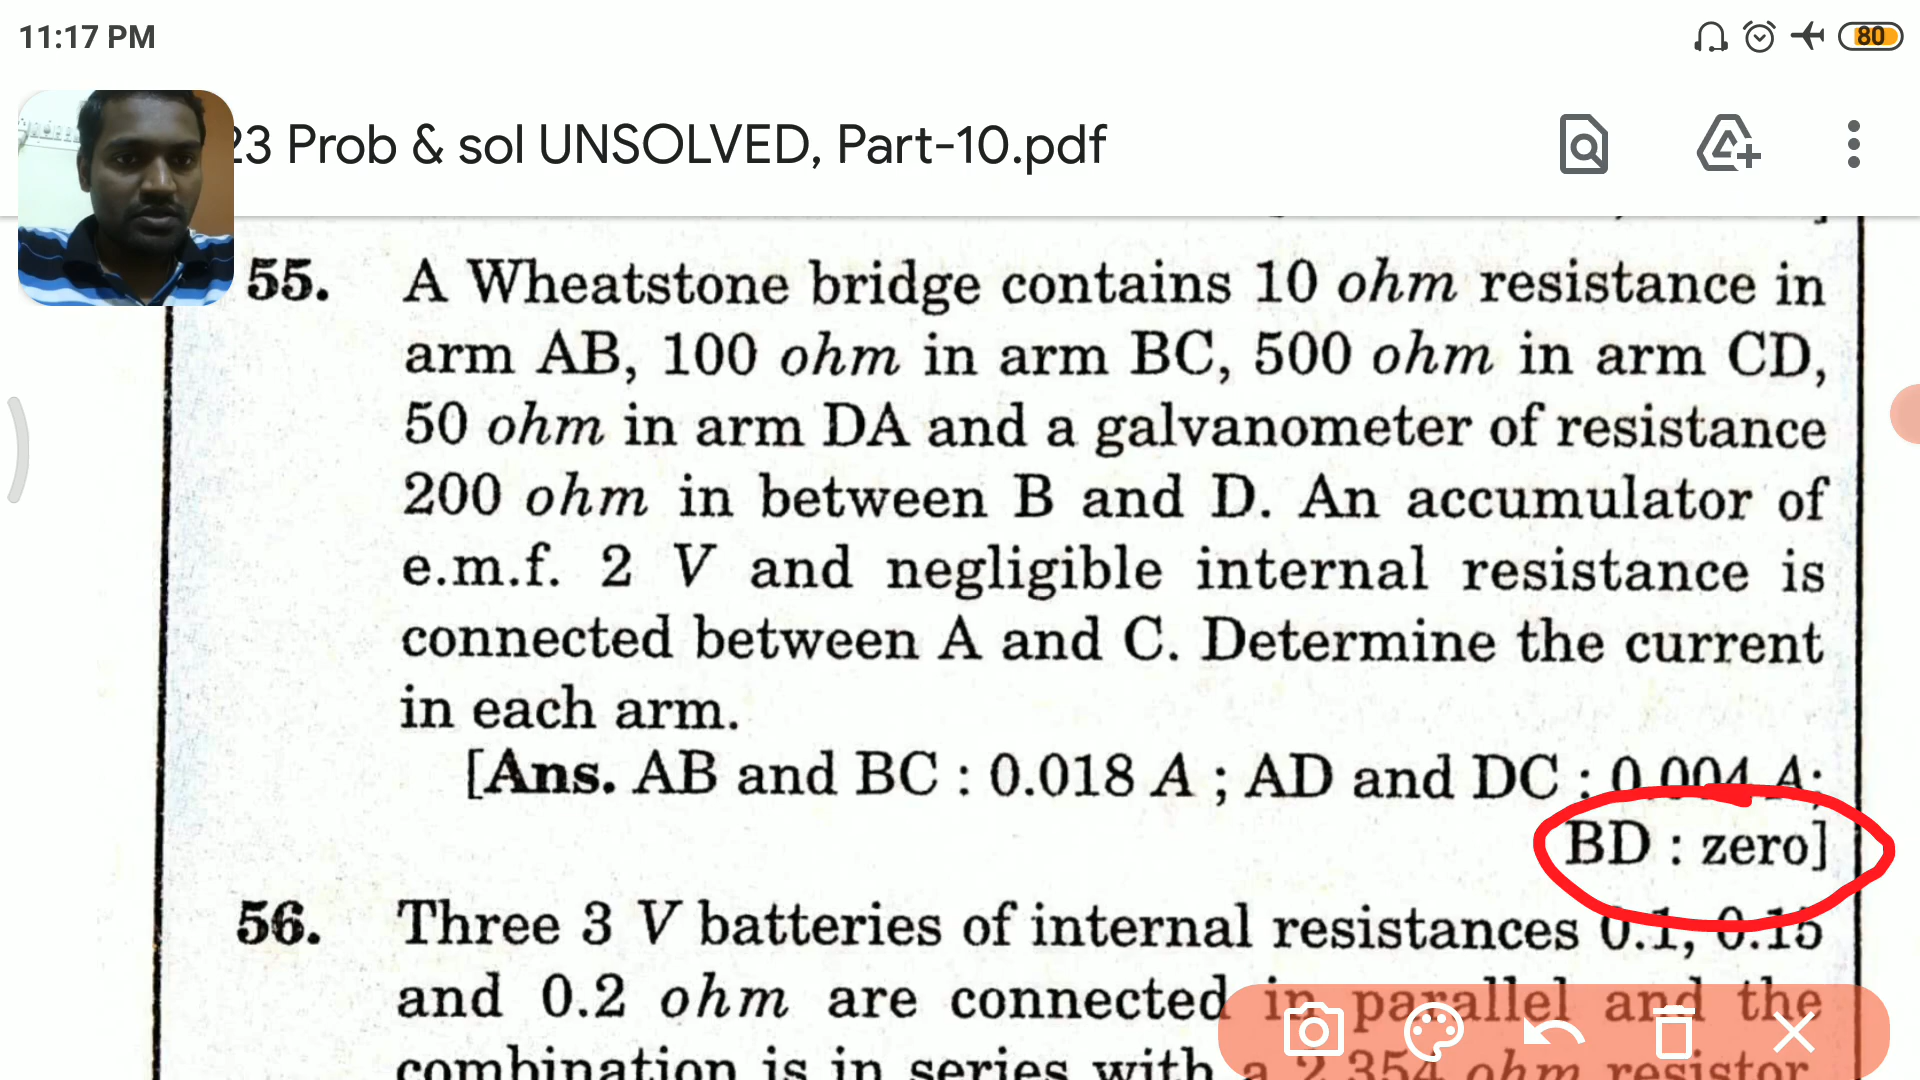 11:17 PM
80
23 Prob & sol UNSOLVED, Part-10.pdf
55. A Wheatstone bridge contains 10 ohm resistance in
arm AB, 100 ohm in arm BC, 500 ohm in arm CD,
50 ohm in arm DA and a galvanometer of resistance
200 ohm in between B and D. An accumulator of
e.m.f. 2 V and negligible internal resistance is
connected between A and C. Determine the current
in each arm.
[Ans. AB and BC : 0.018 A ; AD and DC : 0.004 A;
BD : zero]
56. Three 3 V batteries of internal resistances 0.1, 0.15
and 0.2 ohm are connected in parallel and the
combination is in series with a 2.354 ohm resistor